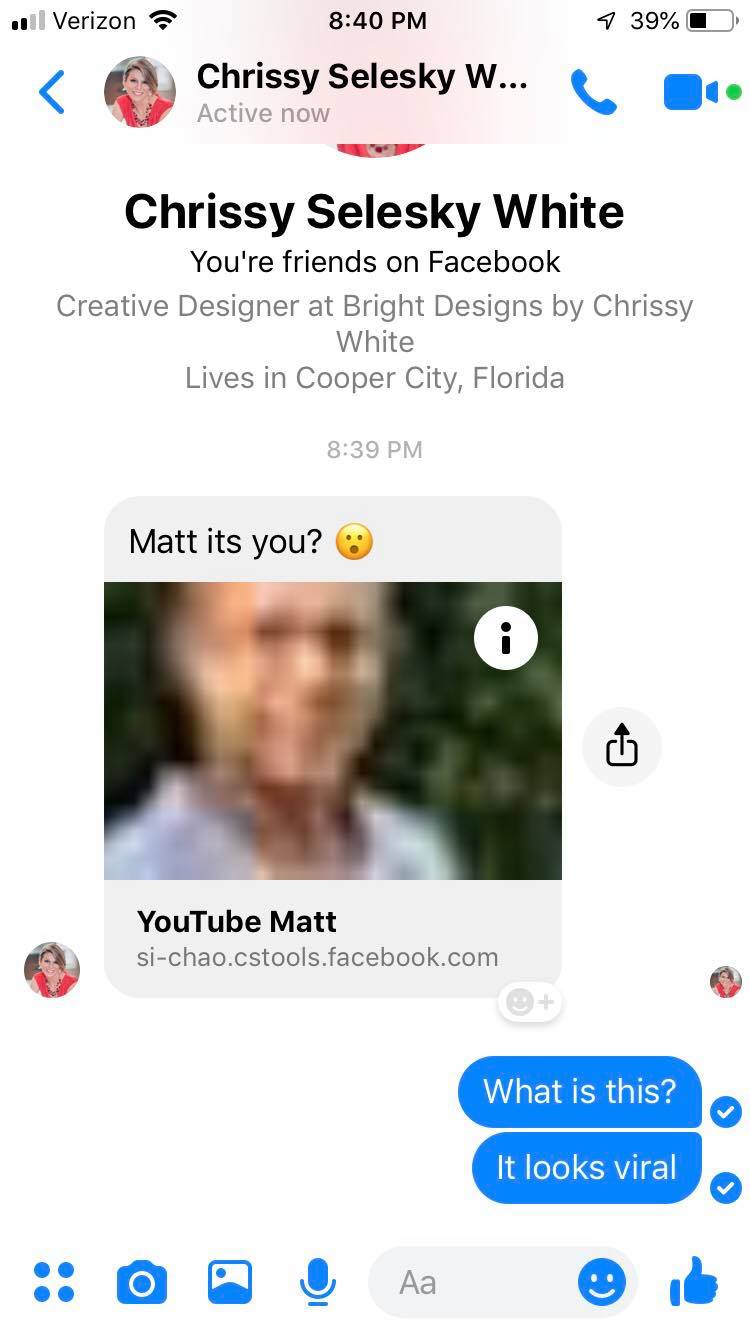 Verizon 8:40 PM 39%
Chrissy Selesky W...
Active now
Chrissy Selesky White
You're friends on Facebook
Creative Designer at Bright Designs by Chrissy
White
Lives in Cooper City, Florida
8:39 PM
Matt its you? 😮
YouTube Matt
si-chao.cstools.facebook.com
What is this?
It looks viral
Aa